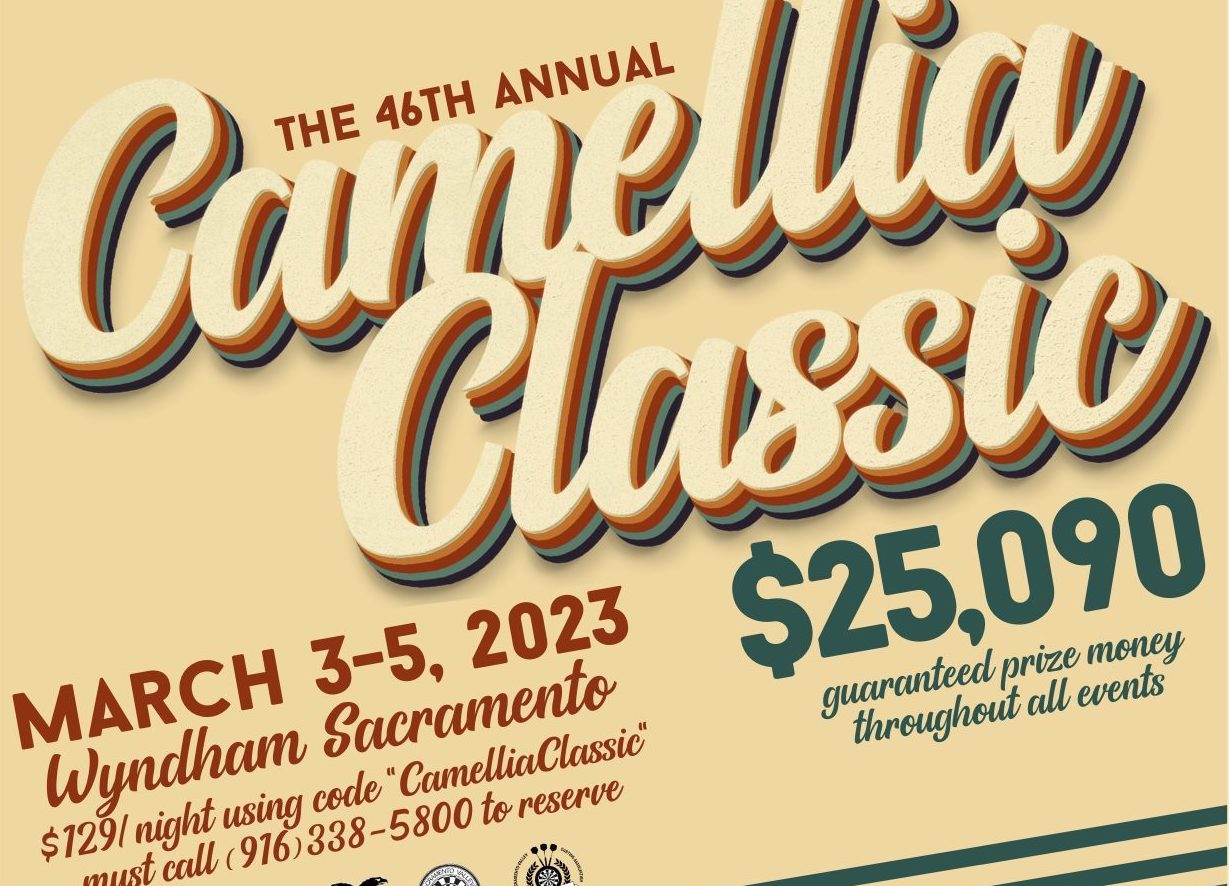 THE 46TH ANNUAL
Camellia
Classic
$25,090
guaranteed prize money
throughout all events
MARCH 3-5, 2023
Wyndham Sacramento
$129/ night using code "CamelliaClassic"
must call (916)338-5800 to reserve